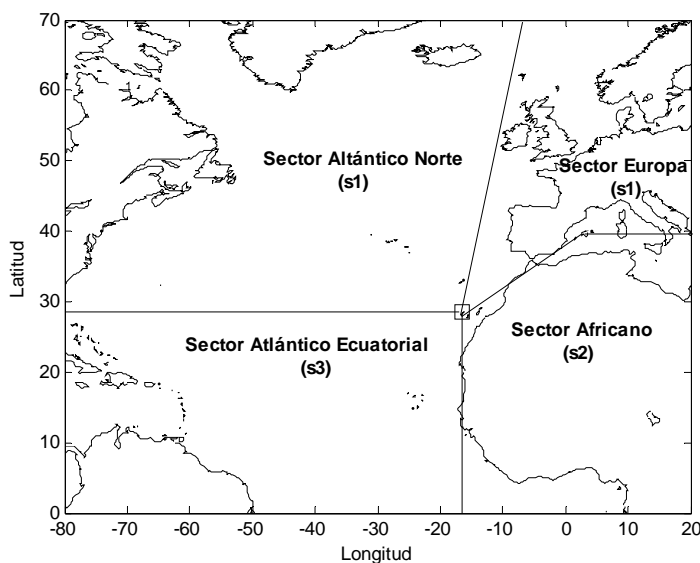 70
60
50
40
30
20
10
0
Latitud
Sector Altántico Norte
(s1)
Sector Europa
(s1)
Sector Atlántico Ecuatorial
(s3)
Sector Africano
(s2)
-80 -70 -60 -50 -40 -30 -20 -10 0 10 20
Longitud